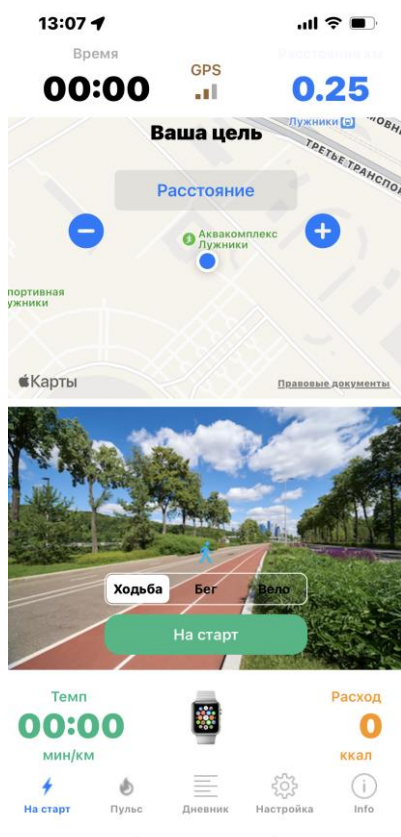 13:07
Время
GPS
00:00
0.25
Лужники
Ваша цель
ТРЕТЬЕ ТРАНСПО
Расстояние
− +
Аквакомплекс
Лужники
портивная
ужники
Карты
Правовые документы
Ходьба Бег Вело
На старт
Темп
Расход
00:00
0
мин/км
ккал
На старт Пульс Дневник Настройка Info